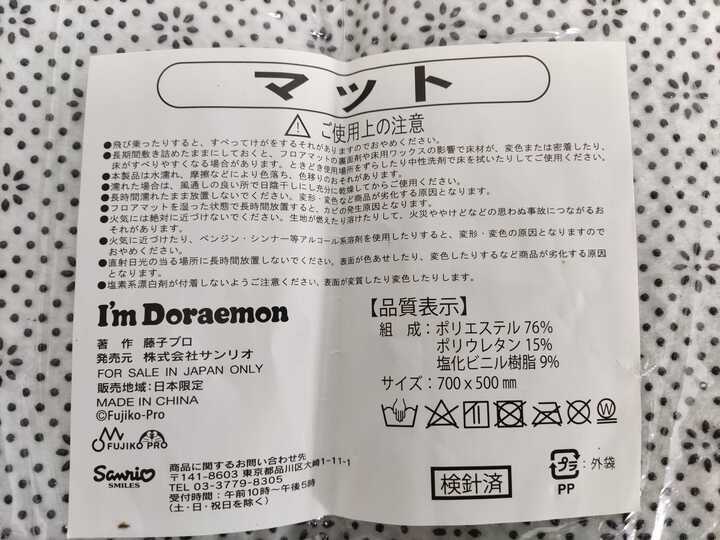 マット
⚠ ご使用上の注意
●飛び乗ったりすると、すべってけがをするそれがありますのでおやめください。
●長期間敷き詰めたままにしておくと、フロアマットの裏面剤や床用ワックスの影響で床材が、変色または密着したり、
床がすべりやすくなる場合があります。ときどき使用場所をずらしたり中性洗剤で床を拭いたりしてご使用ください。
●本製品は水濡れ、摩擦などにより色落ち、色移りのおそれがあります。
●濡れた場合は、風通しの良い所で日陰干しにし充分に乾燥してからご使用ください。
●長時間濡れたまま放置しないでください。変形・変色など商品が劣化する原因となります。
●フロアマットを湿った状態で長時間放置すると、カビの発生原因となります。
●火気には絶対に近づけないでください。生地が燃えたり溶けたりして、火災ややけどなどの思わぬ事故につながるおそ
れがあります。
●火気に近づけたり、ベンジン・シンナー等アルコール系溶剤を使用したりすると、変形・変色の原因となりますので
おやめください。
●直射日光の当る場所に長時間放置しないでください。表面が色あせたり、変色したりするなど商品が劣化する原因
となります。
●塩素系漂白剤が付着しないようご注意ください、表面が変質したり変色したりします。
I'm Doraemon
著 作 藤子プロ
発売元 株式会社サンリオ
FOR SALE IN JAPAN ONLY
販売地域:日本限定
MADE IN CHINA
©Fujiko-Pro
FUJIKO PRO
Sanrio
SMILES
商品に関するお問い合わせ先
〒141-8603 東京都品川区大崎1-11-1
TEL 03-3779-8305
受付時間:午前10時〜午後5時
(土・日・祝日を除く)
【品質表示】
組 成:ポリエステル 76%
ポリウレタン 15%
塩化ビニル樹脂 9%
サイズ:700×500㎜
W
検針済
プラ:外袋
PP